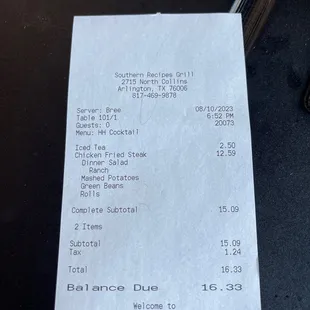 Southern Recipes Grill
2715 North Collins
Arlington, TX 76006
817-469-9878
Server: Bree 08/10/2023
Table 101/1 6:52 PM
Guests: 0 20073
Menu: HH Cocktail
Iced Tea 2.50
Chicken Fried Steak 12.59
Dinner Salad
Ranch
Mashed Potatoes
Green Beans
Rolls
Complete Subtotal 15.09
2 Items
Subtotal 15.09
Tax 1.24
Total 16.33
Balance Due 16.33
Welcome to